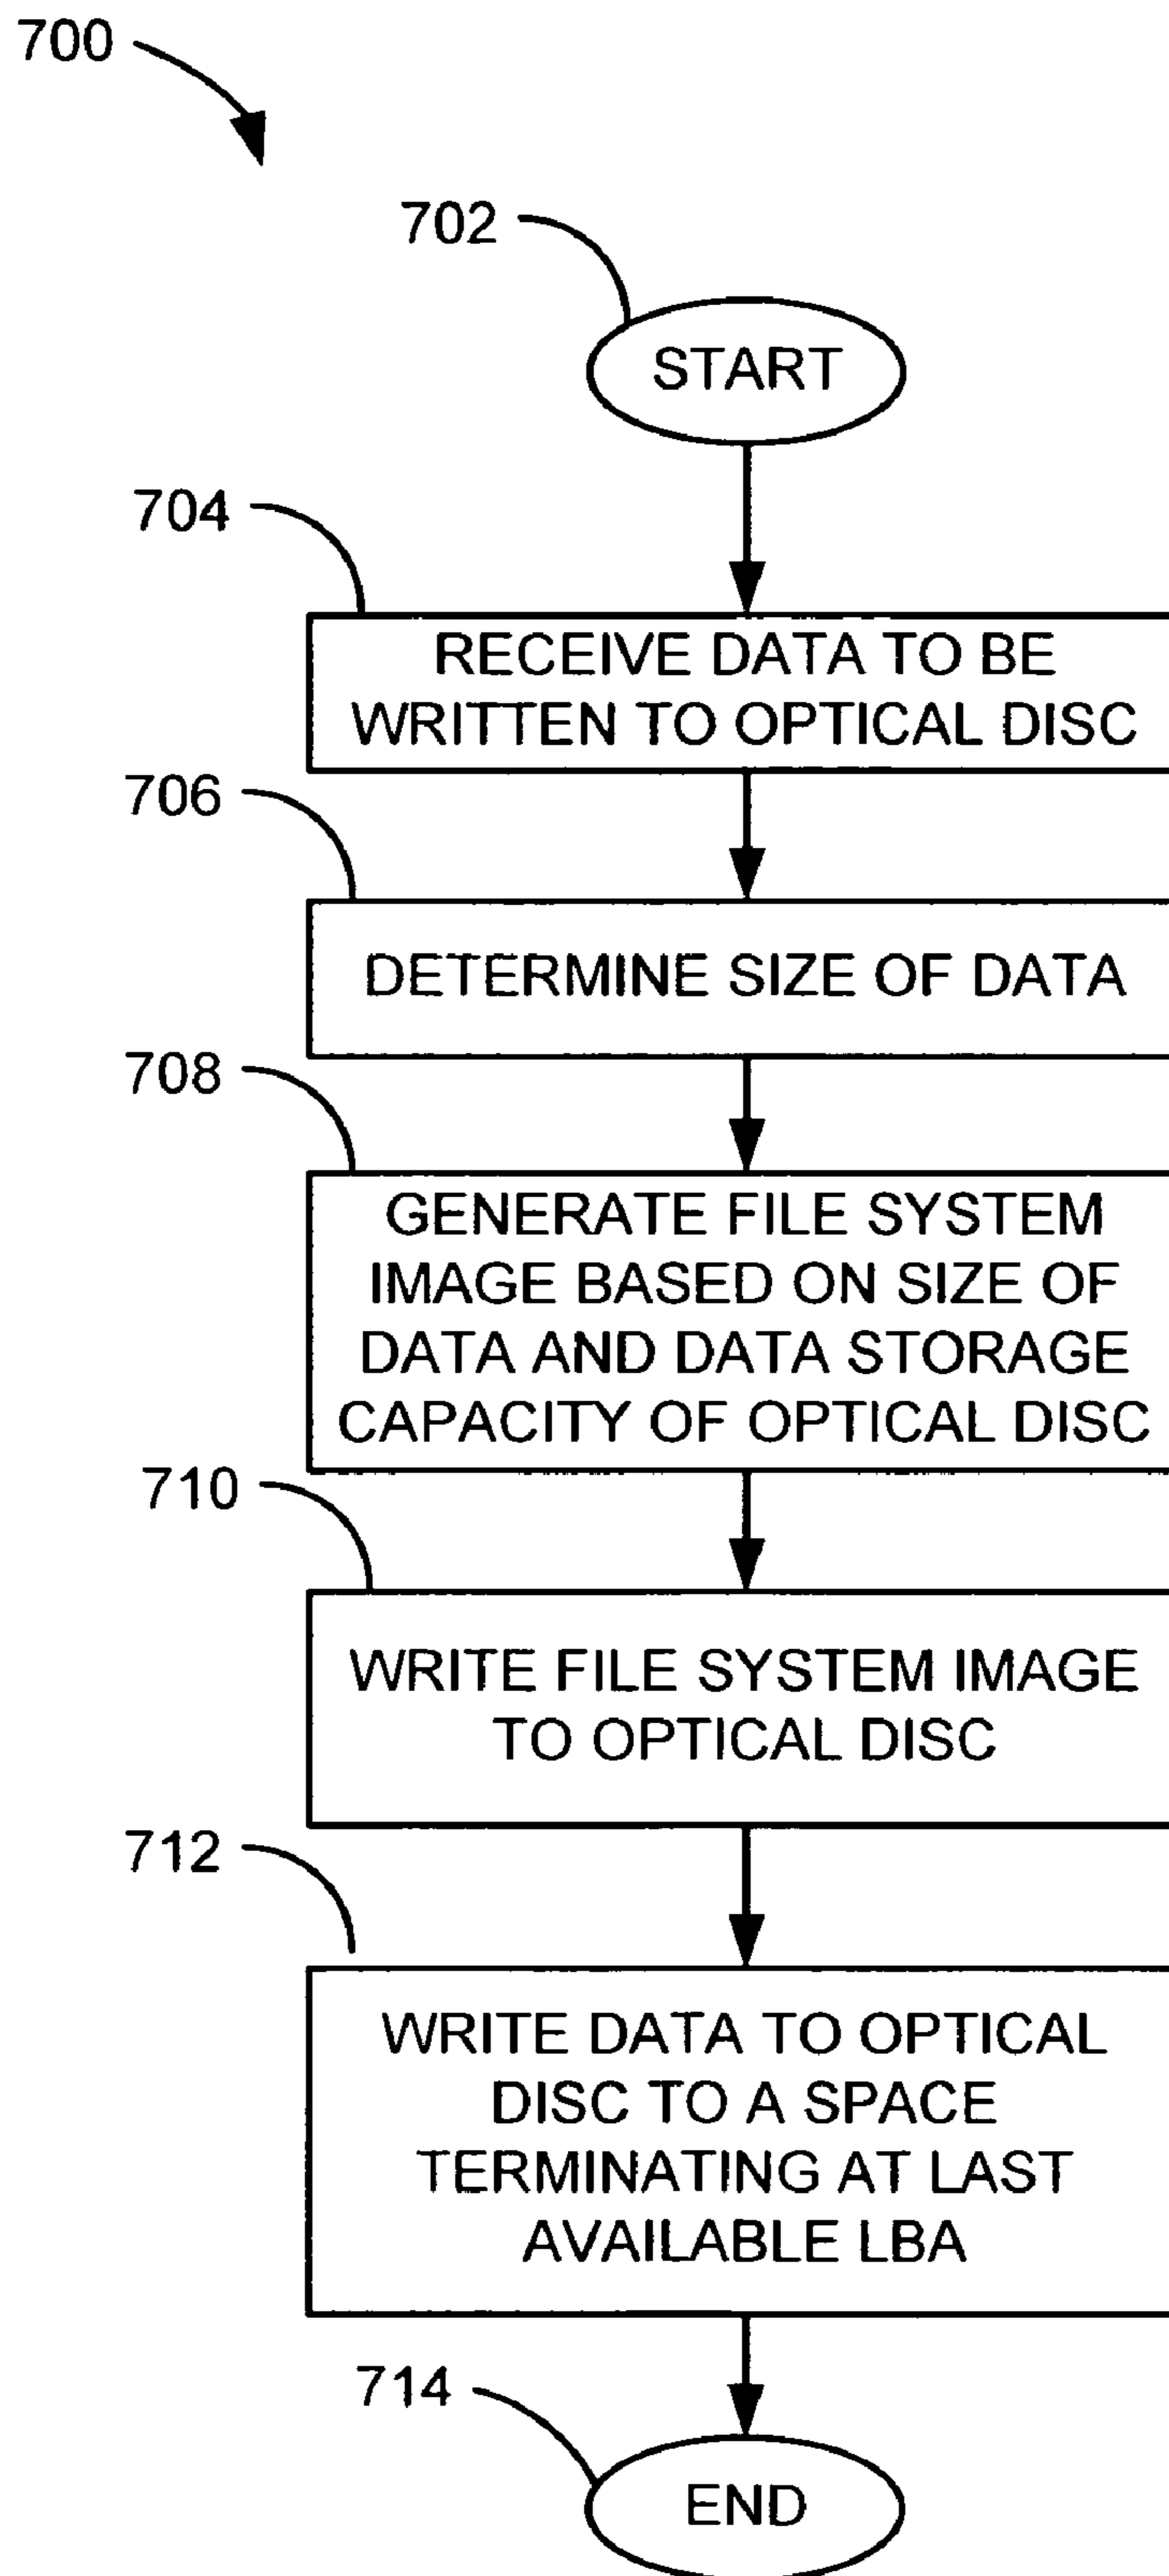 700
702
START
704
RECEIVE DATA TO BE
WRITTEN TO OPTICAL DISC
706
DETERMINE SIZE OF DATA
708
GENERATE FILE SYSTEM
IMAGE BASED ON SIZE OF
DATA AND DATA STORAGE
CAPACITY OF OPTICAL DISC
710
WRITE FILE SYSTEM IMAGE
TO OPTICAL DISC
712
WRITE DATA TO OPTICAL
DISC TO A SPACE
TERMINATING AT LAST
AVAILABLE LBA
714
END